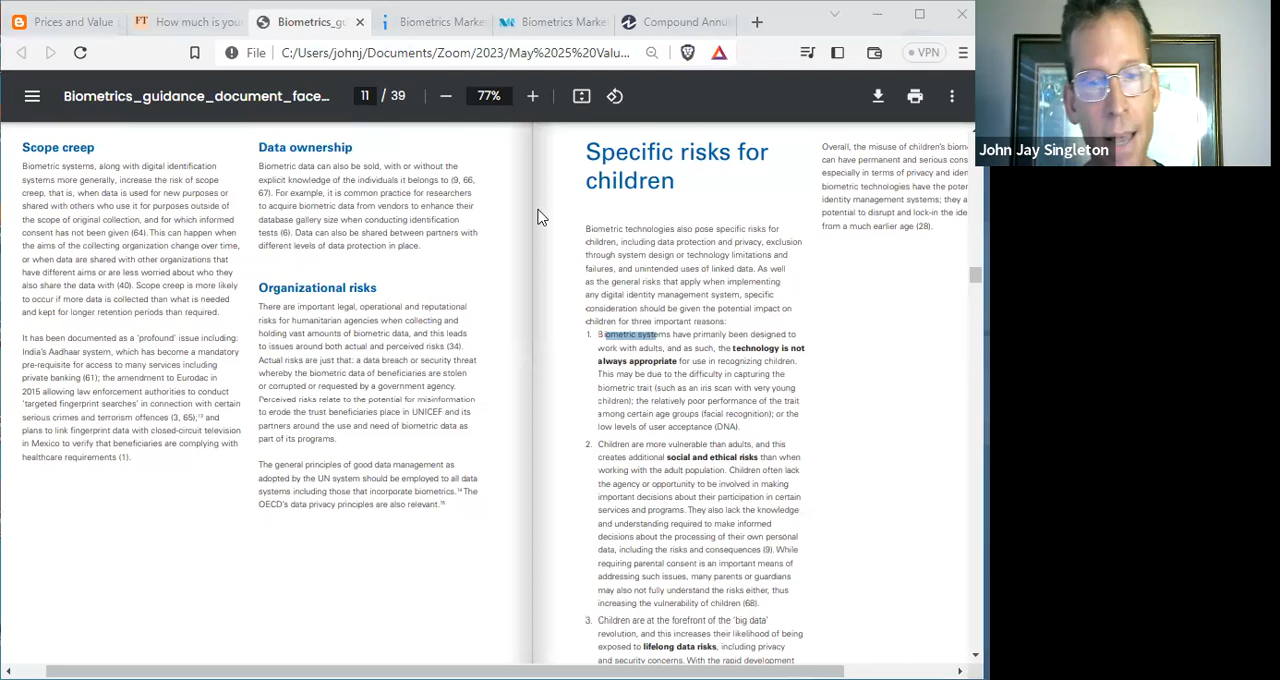 Prices and Value
FT How much is your
Biometrics_gu
Biometrics Marke
Biometrics Marke
Compound Annu
File C:/Users/johnj/Documents/Zoom/2023/May%2025%20Valu...
VPN
Biometrics_guidance_document_face...
11 / 39
77%
John Jay Singleton
Scope creep
Biometric systems, along with digital identification
systems more generally, increase the risk of scope
creep, that is, when data is used for new purposes or
shared with others who use it for purposes outside of
the scope of original collection, and for which informed
consent has not been given (64). This can happen when
the aims of the collecting organization change over time,
or when data are shared with other organizations that
have different aims or are less worried about who they
also share the data with (40). Scope creep is more likely
to occur if more data is collected than what is needed
and kept for longer retention periods than required.
It has been documented as a ‘profound’ issue including:
India's Aadhaar system, which has become a mandatory
pre-requisite for access to many services including
private banking (61); the amendment to Eurodac in
2015 allowing law enforcement authorities to conduct
‘targeted fingerprint searches’ in connection with certain
serious crimes and terrorism offences (3, 65);¹³ and
plans to link fingerprint data with closed-circuit television
in Mexico to verify that beneficiaries are complying with
healthcare requirements (1).
Data ownership
Biometric data can also be sold, with or without the
explicit knowledge of the individuals it belongs to (9, 66,
67). For example, it is common practice for researchers
to acquire biometric data from vendors to enhance their
database gallery size when conducting identification
tests (6). Data can also be shared between partners with
different levels of data protection in place.
Organizational risks
There are important legal, operational and reputational
risks for humanitarian agencies when collecting and
holding vast amounts of biometric data, and this leads
to issues around both actual and perceived risks (34).
Actual risks are just that: a data breach or security threat
whereby the biometric data of beneficiaries are stolen
or corrupted or requested by a government agency.
Perceived risks relate to the potential for misinformation
to erode the trust beneficiaries place in UNICEF and its
partners around the use and need of biometric data as
part of its programs.
The general principles of good data management as
adopted by the UN system should be employed to all data
systems including those that incorporate biometrics.¹⁴ The
OECD's data privacy principles are also relevant.¹⁵
Specific risks for
children
Biometric technologies also pose specific risks for
children, including data protection and privacy, exclusion
through system design or technology limitations and
failures, and unintended uses of linked data. As well
as the general risks that apply when implementing
any digital identity management system, specific
consideration should be given the potential impact on
children for three important reasons:
1. Biometric systems have primarily been designed to
work with adults, and as such, the technology is not
always appropriate for use in recognizing children.
This may be due to the difficulty in capturing the
biometric trait (such as an iris scan with very young
children); the relatively poor performance of the trait
among certain age groups (facial recognition); or the
low levels of user acceptance (DNA).
2. Children are more vulnerable than adults, and this
creates additional social and ethical risks than when
working with the adult population. Children often lack
the agency or opportunity to be involved in making
important decisions about their participation in certain
services and programs. They also lack the knowledge
and understanding required to make informed
decisions about the processing of their own personal
data, including the risks and consequences (9). While
requiring parental consent is an important means of
addressing such issues, many parents or guardians
may also not fully understand the risks either, thus
increasing the vulnerability of children (68).
3. Children are at the forefront of the ‘big data’
revolution, and this increases their likelihood of being
exposed to lifelong data risks, including privacy
and security concerns. With the rapid development
Overall, the misuse of children's biom
can have permanent and serious cons
especially in terms of privacy and iden
biometric technologies have the poten
identity management systems; they a
potential to disrupt and lock-in the ide
from a much earlier age (28).